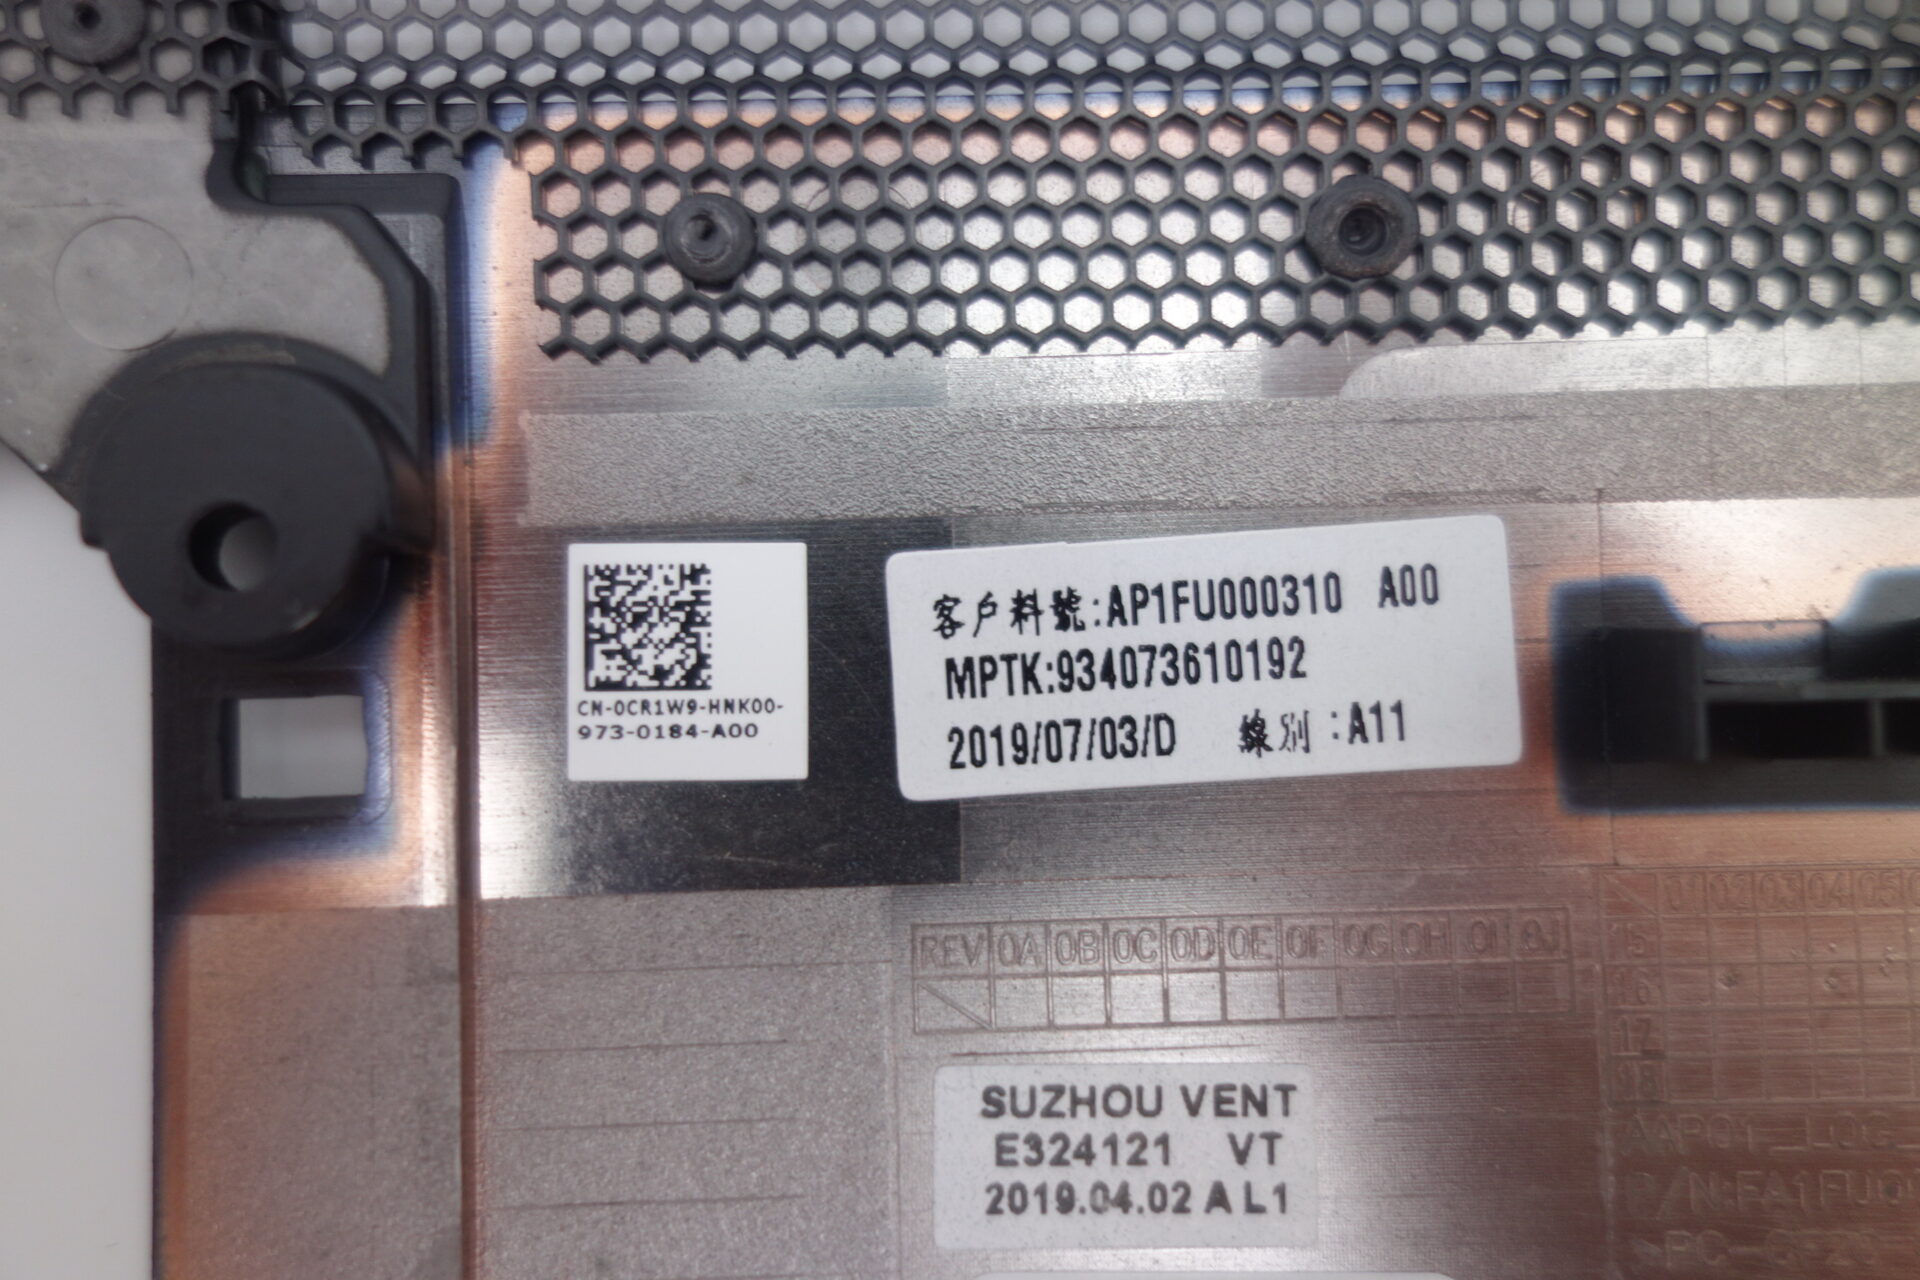 CN-0CR1W9-HNK00-
973-0184-A00
客户料號:AP1FU000310 A00
MPTK:934073610192
2019/07/03/D 線別:A11
REV 0A 0B 0C 0D 0E 0F 0G 0H 0I 0J
01 02 03 04 05
15
16
17
18
SUZHOU VENT
E324121 VT
2019.04.02 A L1